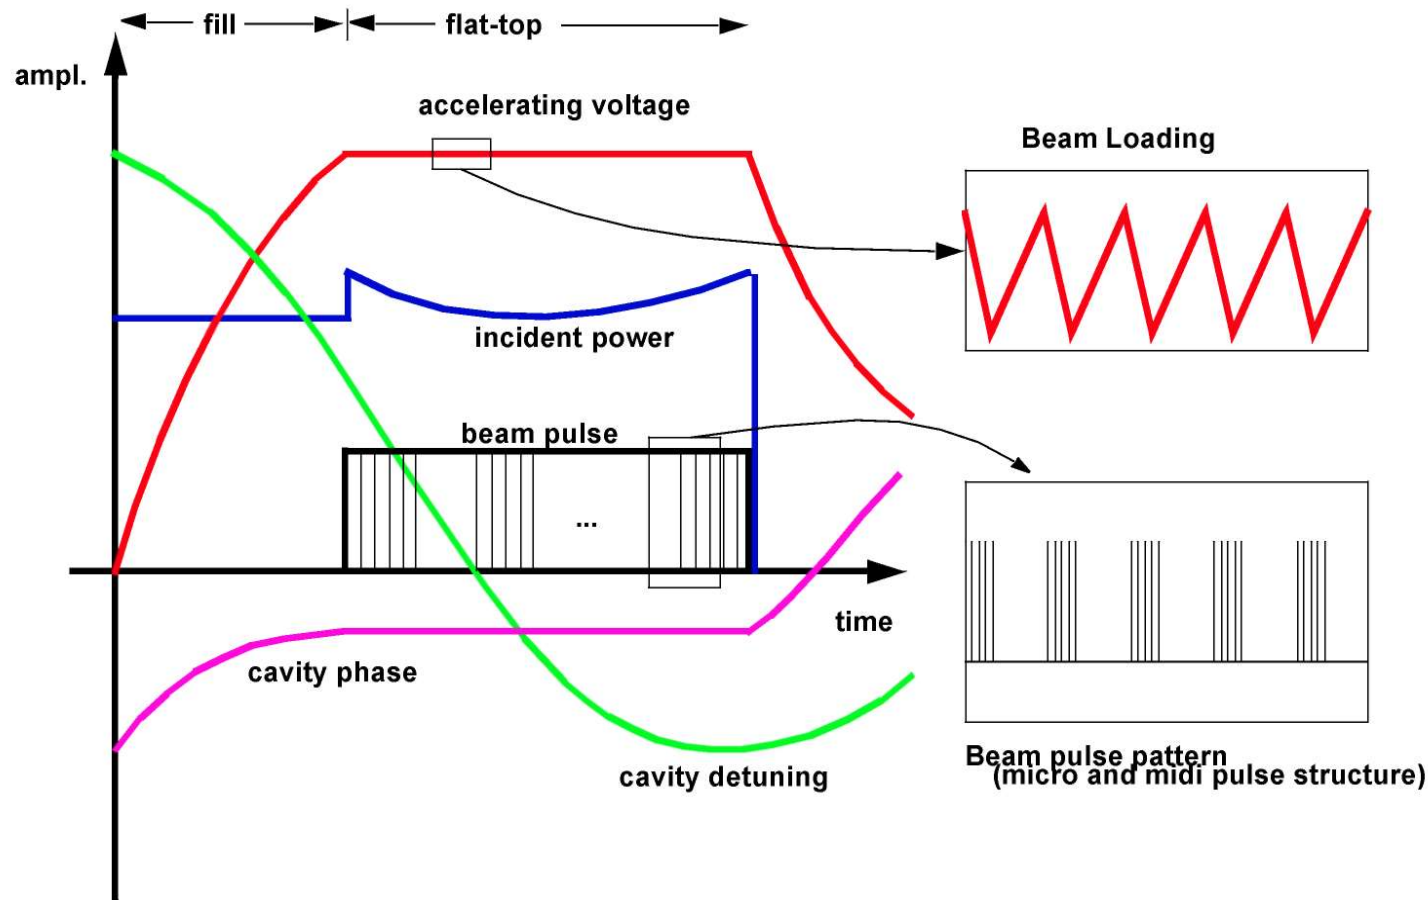 fill
flat-top
ampl.
accelerating voltage
Beam Loading
incident power
beam pulse
...
time
cavity phase
cavity detuning
Beam pulse pattern
(micro and midi pulse structure)